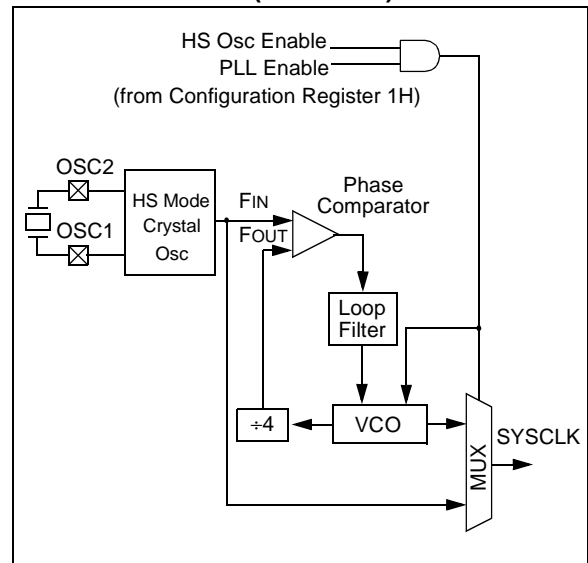 HS Osc Enable
PLL Enable
(from Configuration Register 1H)
OSC2
OSC1
HS Mode
Crystal
Osc
FIN
FOUT
Phase
Comparator
Loop
Filter
÷4
VCO
MUX
SYSCLK